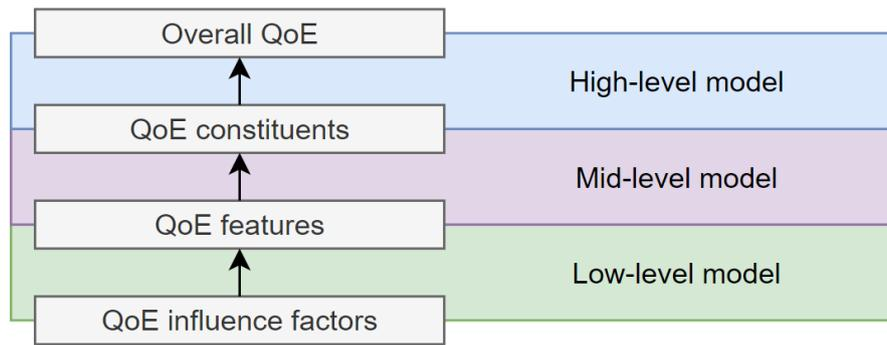 Overall QoE
High-level model
QoE constituents
Mid-level model
QoE features
Low-level model
QoE influence factors